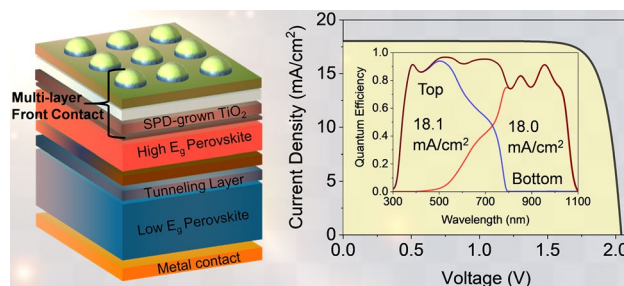 Multi-layer
Front Contact
SPD-grown TiO₂
High E_g Perovskite
Tunneling Layer
Low E_g Perovskite
Metal contact
Current Density (mA/cm²)
20
15
10
5
0
0.0
0.5
1.0
1.5
2.0
Voltage (V)
Quantum Efficiency
1.0
0.8
0.6
0.4
0.2
0.0
Top
18.1
mA/cm²
18.0
mA/cm²
Bottom
300
500
700
900
1100
Wavelength (nm)